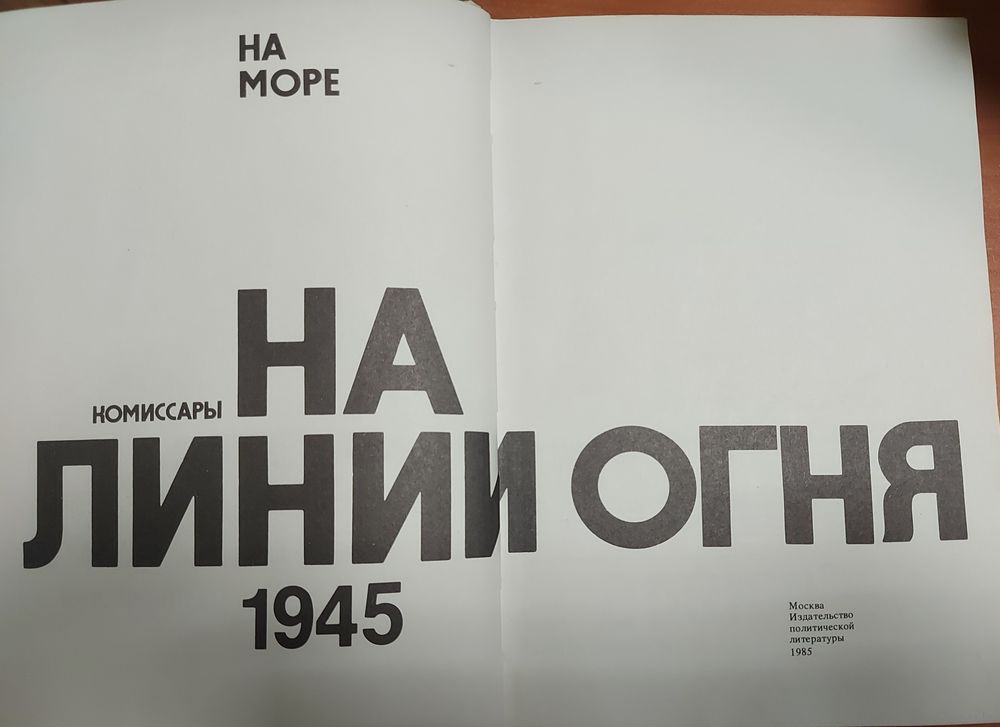 НА
МОРЕ
НА
КОМИССАРЫ
ЛИНИИ ОГНЯ
1945
Москва
Издательство
политической
литературы
1985